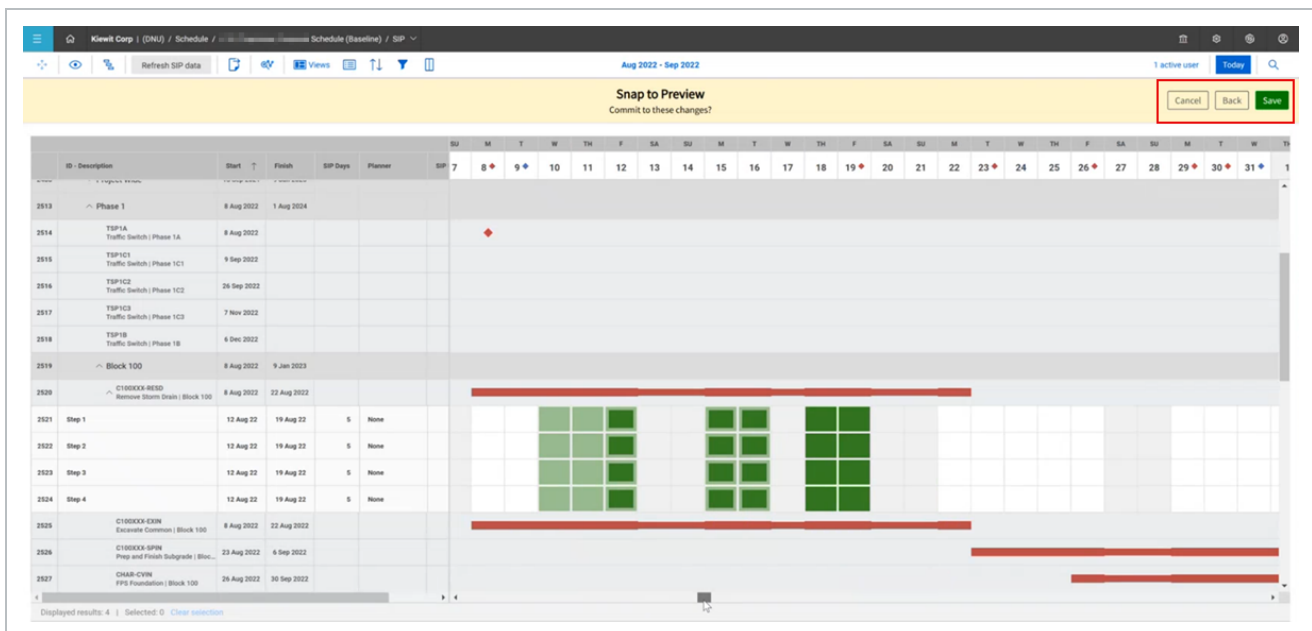 Kiewit Corp | (DNU) / Schedule / Schedule (Baseline) / SIP
Refresh SIP data Views Aug 2022 - Sep 2022 1 active user Today
Snap to Preview
Commit to these changes?
Cancel Back Save
SU M T W TH F SA SU M T W TH F SA SU M T W TH F SA SU M T W TH
ID - Description Start Finish SIP Days Planner SIP 7 8 9 10 11 12 13 14 15 16 17 18 19 20 21 22 23 24 25 26 27 28 29 30 31 1
2513 Phase 1 8 Aug 2022 1 Aug 2024
TSP1A
2514 Traffic Switch | Phase 1A 8 Aug 2022
TSP1C1
2515 Traffic Switch | Phase 1C1 9 Sep 2022
TSP1C2
2516 Traffic Switch | Phase 1C2 26 Sep 2022
TSP1C3
2517 Traffic Switch | Phase 1C3 7 Nov 2022
TSP1B
2518 Traffic Switch | Phase 1B 6 Dec 2022
2519 Block 100 8 Aug 2022 9 Jan 2023
C100XXX-RESD
2520 Remove Storm Drain | Block 100 8 Aug 2022 22 Aug 2022
2521 Step 1 12 Aug 22 19 Aug 22 5 None
2522 Step 2 12 Aug 22 19 Aug 22 5 None
2523 Step 3 12 Aug 22 19 Aug 22 5 None
2524 Step 4 12 Aug 22 19 Aug 22 5 None
C100XXX-EXIN
2525 Excavate Common | Block 100 8 Aug 2022 22 Aug 2022
C100XXX-SPIN
2526 Prep and Finish Subgrade | Bloc... 23 Aug 2022 6 Sep 2022
CHAR-CVIN
2527 FPS Foundation | Block 100 26 Aug 2022 30 Sep 2022
Displayed results: 4 | Selected: 0 Clear selection